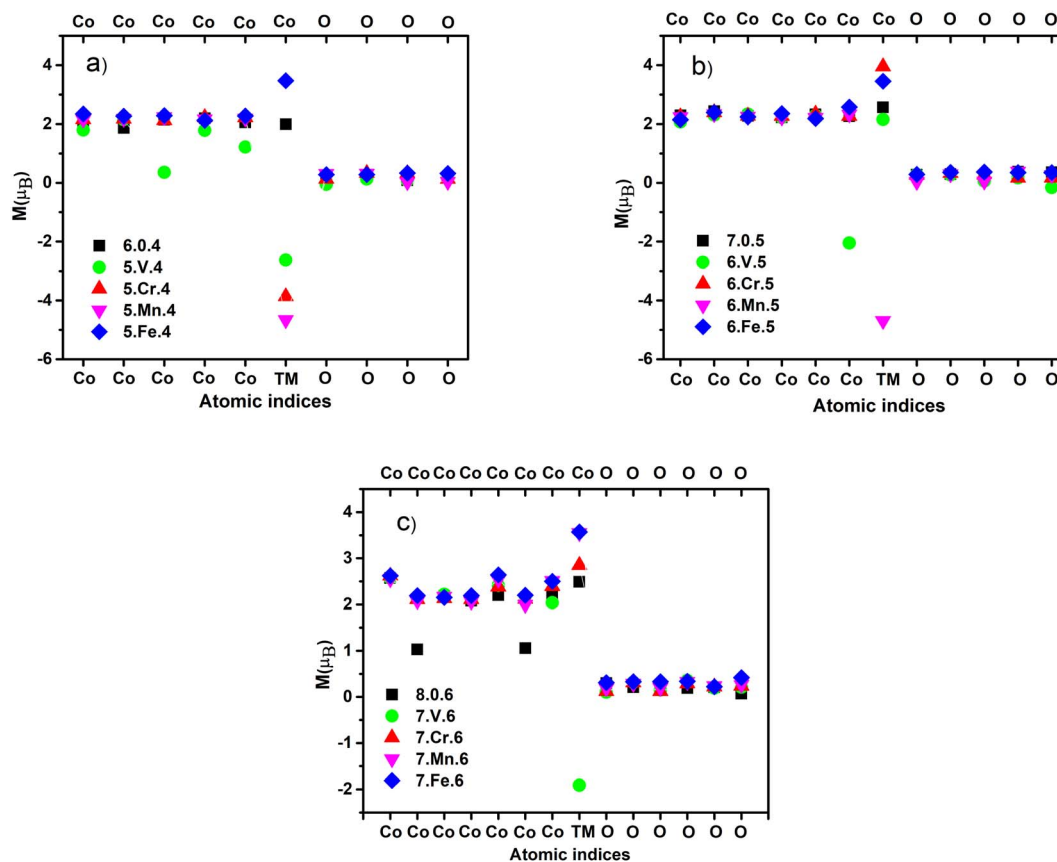 Co Co Co Co Co Co O O O O
a)
4
2
0
-2
-4
-6
M(μB)
6.0.4
5.V.4
5.Cr.4
5.Mn.4
5.Fe.4
Co Co Co Co Co TM O O O O
Atomic indices
Co Co Co Co Co Co Co O O O O O
b)
4
2
0
-2
-4
-6
M(μB)
7.0.5
6.V.5
6.Cr.5
6.Mn.5
6.Fe.5
Co Co Co Co Co Co TM O O O O O
Atomic indices
Co Co Co Co Co Co Co Co O O O O O O
c)
4
3
2
1
0
-1
-2
M(μB)
8.0.6
7.V.6
7.Cr.6
7.Mn.6
7.Fe.6
Co Co Co Co Co Co Co TM O O O O O O
Atomic indices